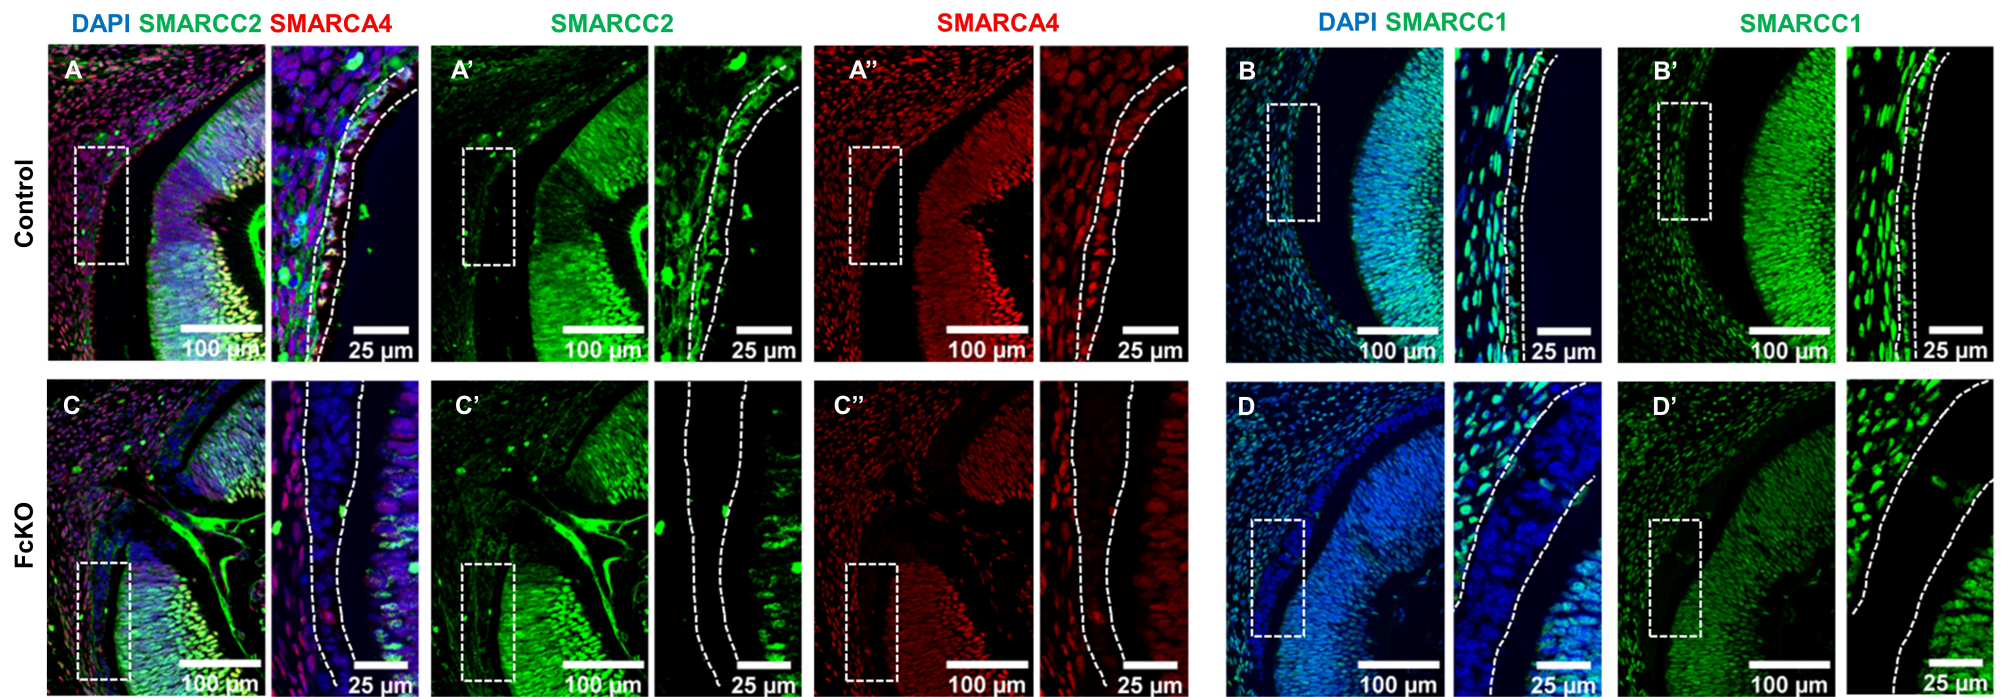 DAPI SMARCC2 SMARCA4 SMARCC2 SMARCA4 DAPI SMARCC1 SMARCC1
Control
A A’ A’’ B B’
100 µm 25 µm 100 µm 25 µm 100 µm 25 µm 100 µm 25 µm 100 µm 25 µm
FcKO
C C’ C’’ D D’
100 µm 25 µm 100 µm 25 µm 100 µm 25 µm 100 µm 25 µm 100 µm 25 µm